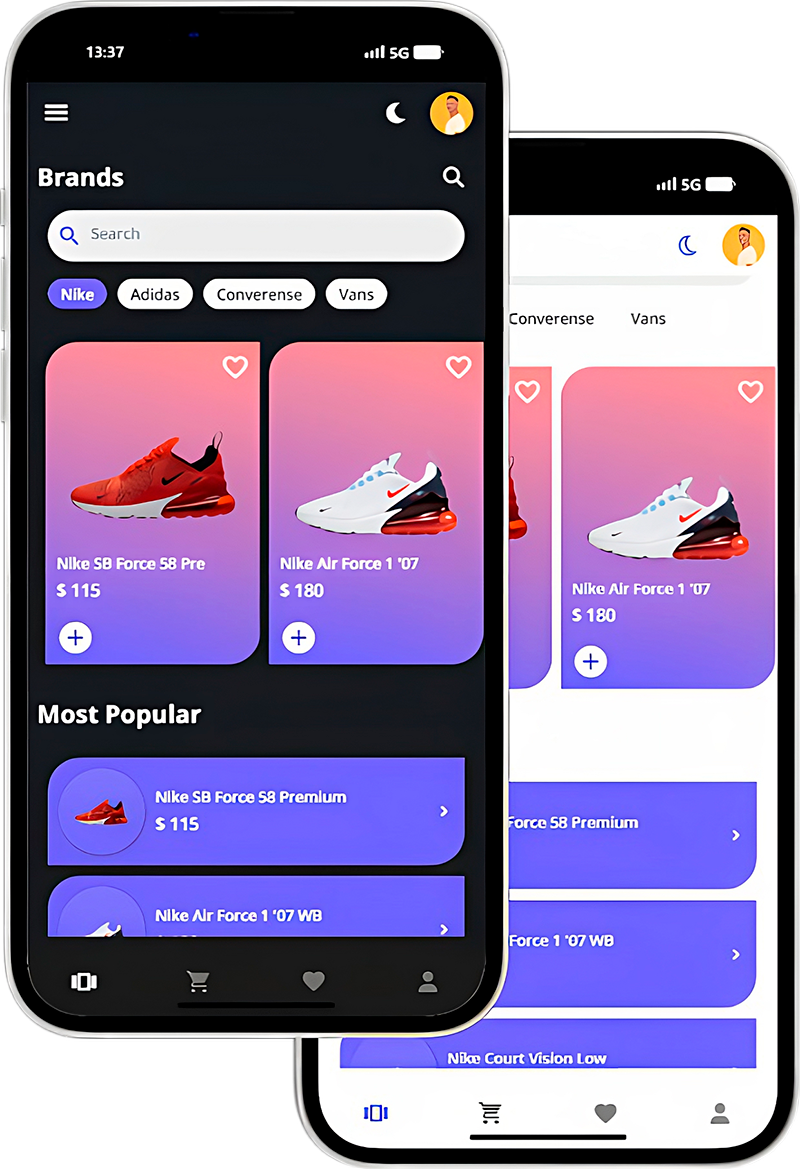 13:37
5G
Brands
Search
Nike Adidas Converense Vans
Nike SB Force 58 Pre
$ 115
Nike Air Force 1 '07
$ 180
Most Popular
Nike SB Force 58 Premium
$ 115
Nike Air Force 1 '07 WB
5G
Converense Vans
Nike Air Force 1 '07
$ 180
Force 58 Premium
Force 1 '07 WB
Nike Court Vision Low